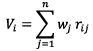 V_i = \sum_{j=1}^{n} w_j r_{ij}